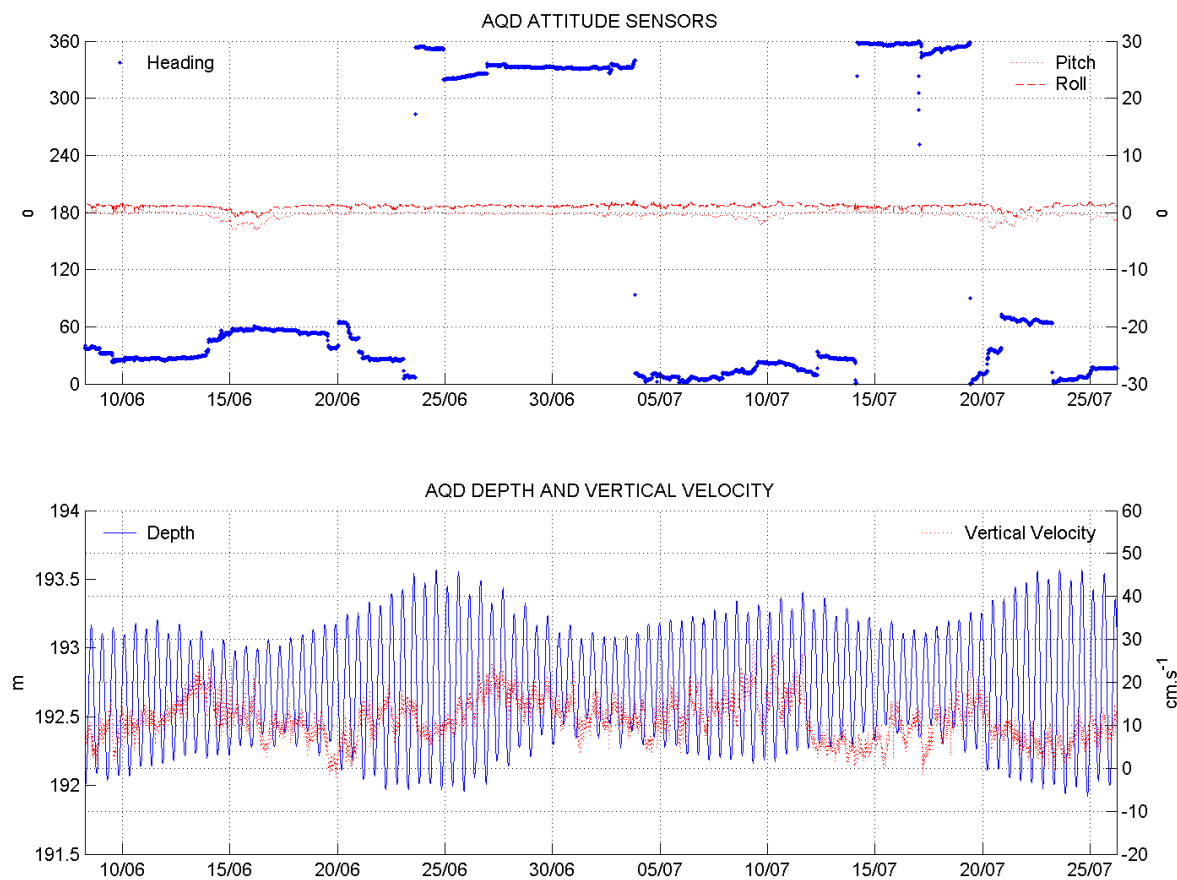 AQD ATTITUDE SENSORS
360 30
Heading Pitch
Roll
300 20
240 10
o 180 0 o
120 -10
60 -20
0 -30
10/06 15/06 20/06 25/06 30/06 05/07 10/07 15/07 20/07 25/07
AQD DEPTH AND VERTICAL VELOCITY
194 60
Depth Vertical Velocity
50
193.5
40
193 30
m 20 cm.s-1
192.5
10
192 0
-10
191.5 -20
10/06 15/06 20/06 25/06 30/06 05/07 10/07 15/07 20/07 25/07